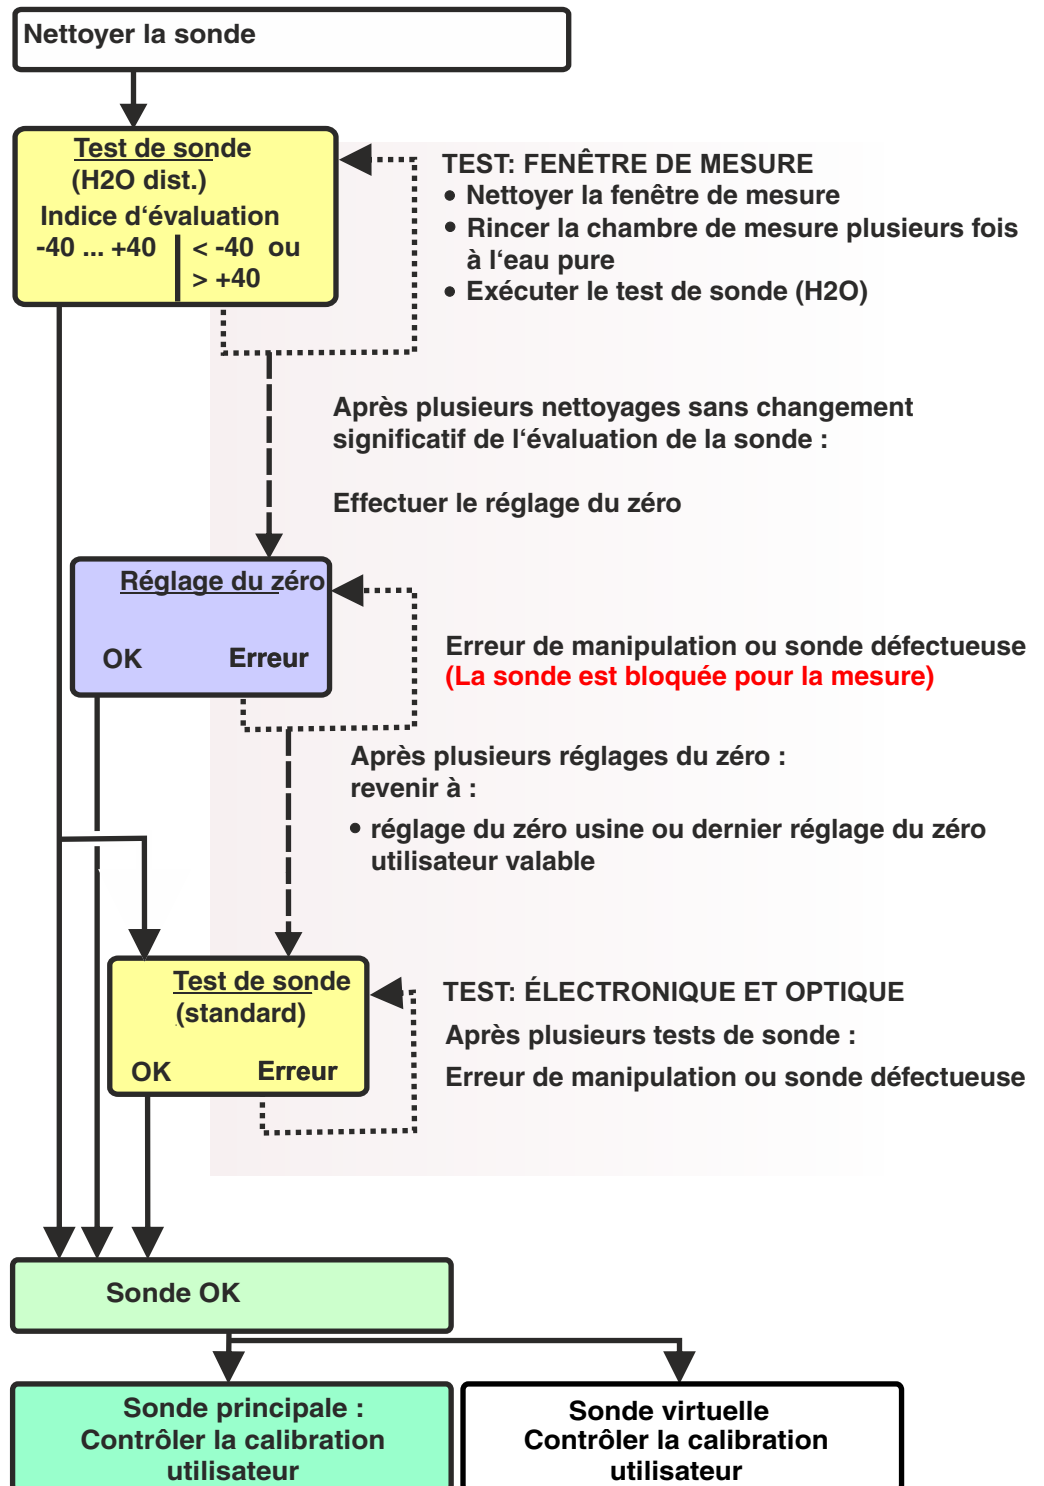 Nettoyer la sonde
Test de sonde
(H2O dist.)
Indice d‘évaluation
-40 ... +40
< -40 ou
> +40
TEST: FENÊTRE DE MESURE
• Nettoyer la fenêtre de mesure
• Rincer la chambre de mesure plusieurs fois
à l‘eau pure
• Exécuter le test de sonde (H2O)
Après plusieurs nettoyages sans changement
significatif de l‘évaluation de la sonde :
Effectuer le réglage du zéro
Réglage du zéro
OK Erreur
Erreur de manipulation ou sonde défectueuse
(La sonde est bloquée pour la mesure)
Après plusieurs réglages du zéro :
revenir à :
• réglage du zéro usine ou dernier réglage du zéro
utilisateur valable
Test de sonde
(standard)
OK Erreur
TEST: ÉLECTRONIQUE ET OPTIQUE
Après plusieurs tests de sonde :
Erreur de manipulation ou sonde défectueuse
Sonde OK
Sonde principale :
Contrôler la calibration
utilisateur
Sonde virtuelle
Contrôler la calibration
utilisateur